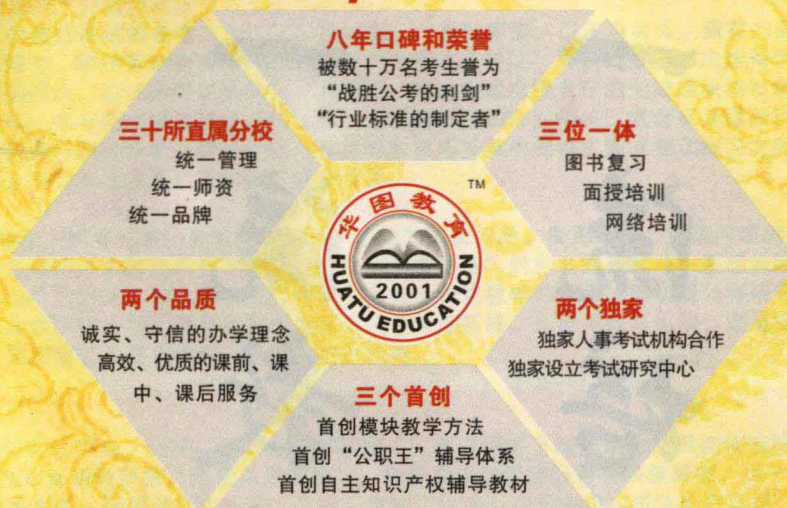 八年口碑和荣誉
被数十万名考生誉为
“战胜公考的利剑”
“行业标准的制定者”
三十所直属分校
统一管理
统一师资
统一品牌
三位一体
图书复习
面授培训
网络培训
TM
华图教育
2001
HUATU EDUCATION
两个品质
诚实、守信的办学理念
高效、优质的课前、课
中、课后服务
两个独家
独家人事考试机构合作
独家设立考试研究中心
三个首创
首创模块教学方法
首创“公职王”辅导体系
首创自主知识产权辅导教材